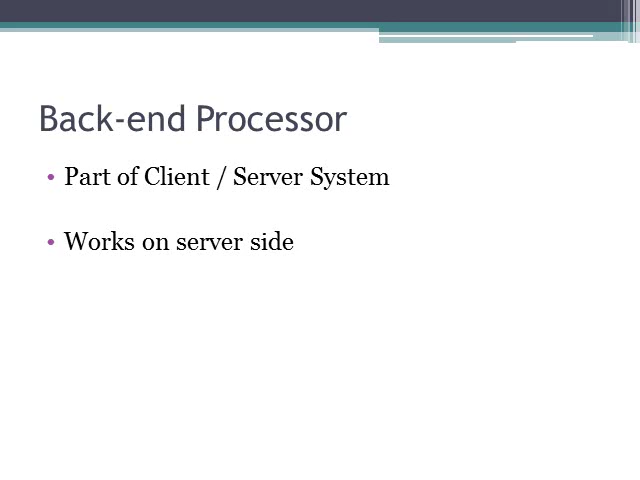 Back-end Processor
• Part of Client / Server System
• Works on server side